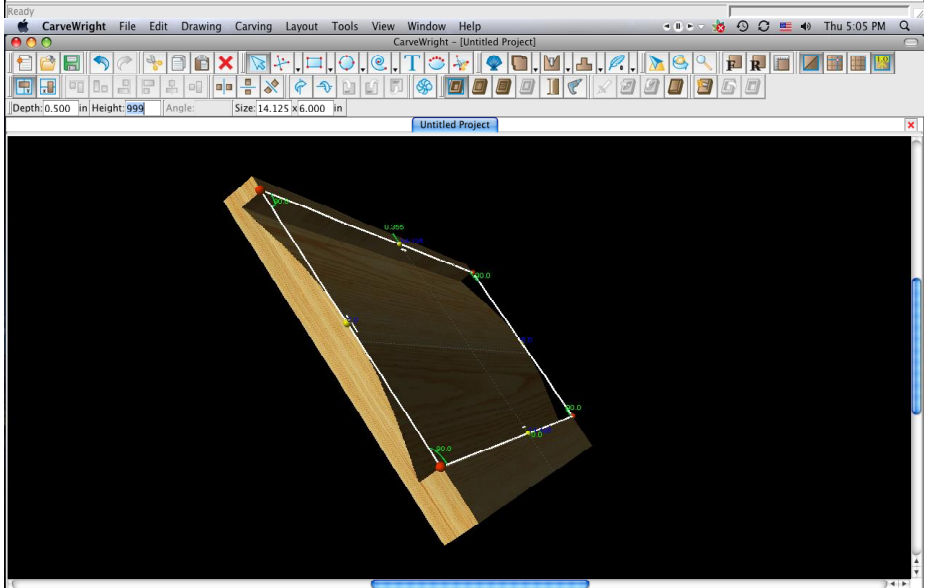 Ready
CarveWright File Edit Drawing Carving Layout Tools View Window Help Thu 5:05 PM
CarveWright – [Untitled Project]
T F R
Depth: 0.500 in Height: 999 Angle: Size: 14.125 x 6.000 in
Untitled Project
90.0
90.0
90.0
0.0
90.0